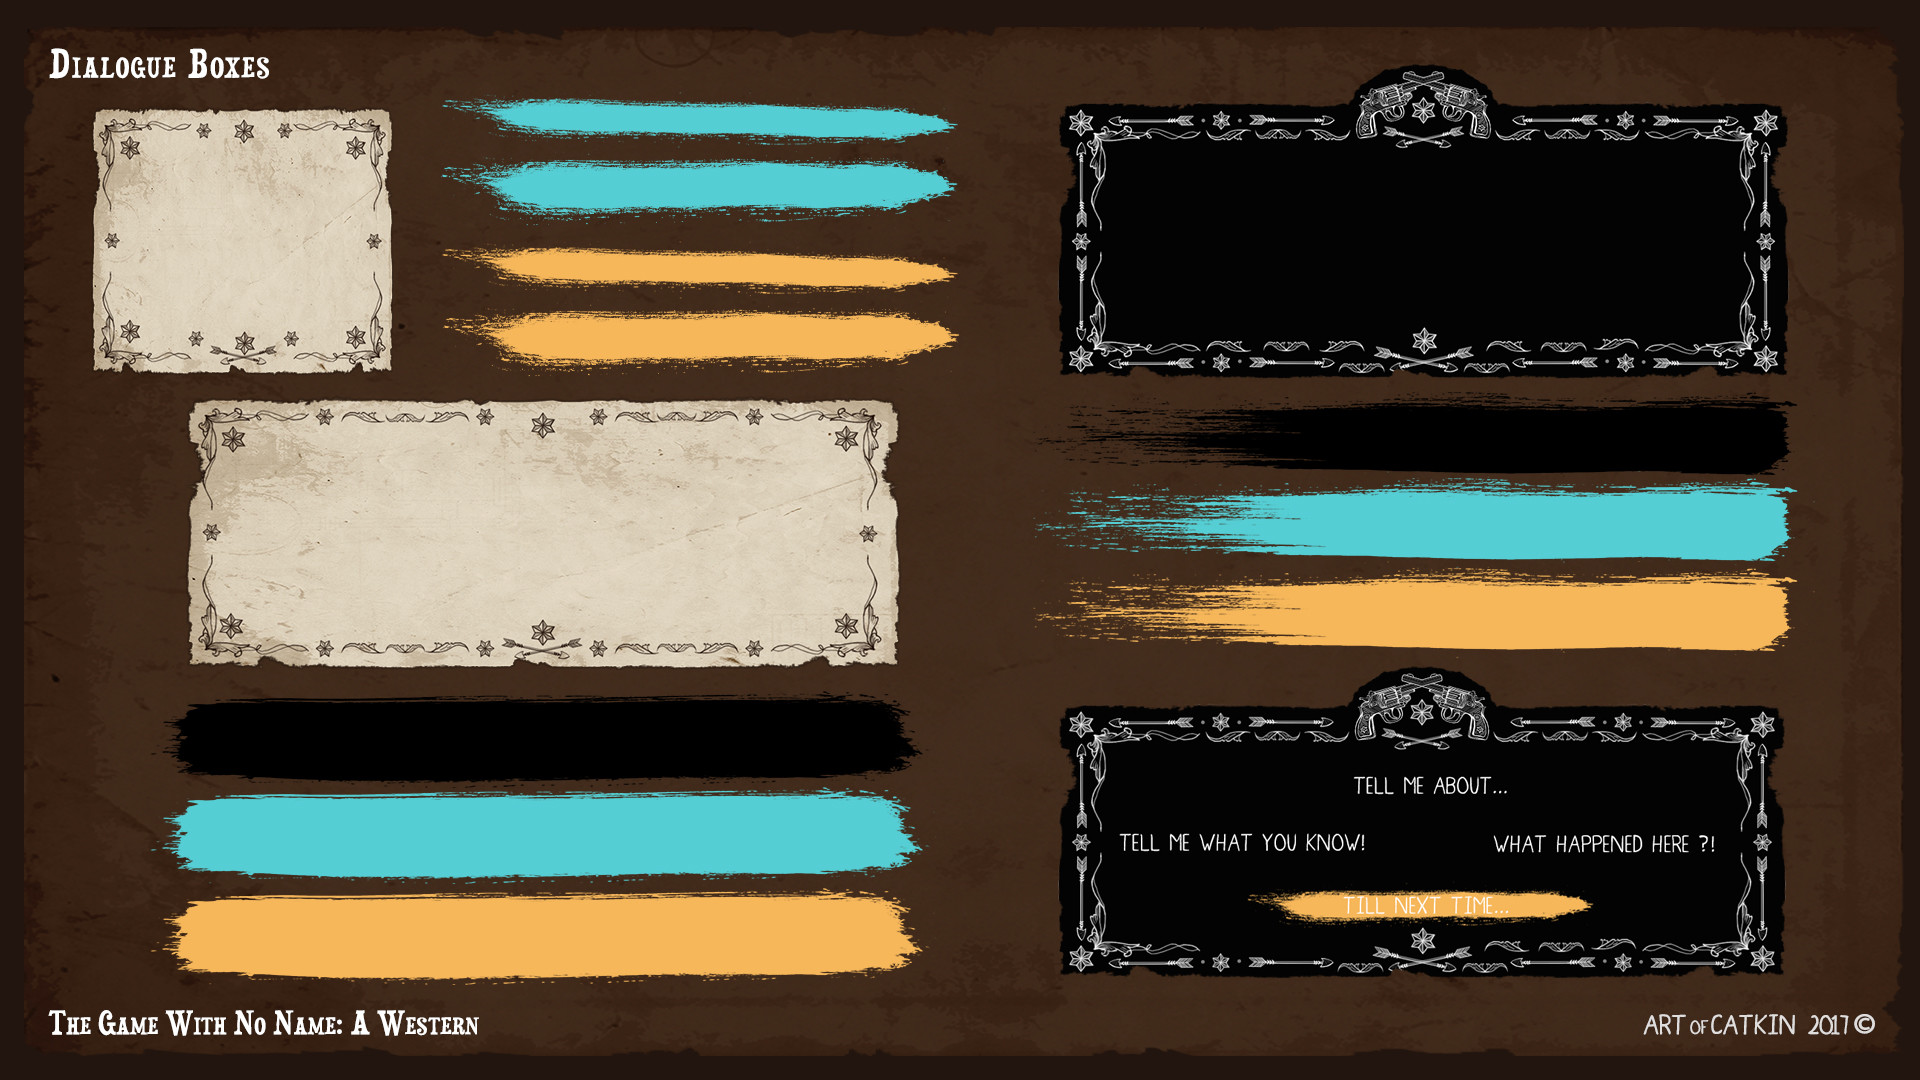 Dialogue Boxes
TELL ME ABOUT...
TELL ME WHAT YOU KNOW!
WHAT HAPPENED HERE ?!
TILL NEXT TIME...
The Game With No Name: A Western
ART OF CATKIN 2017 ©